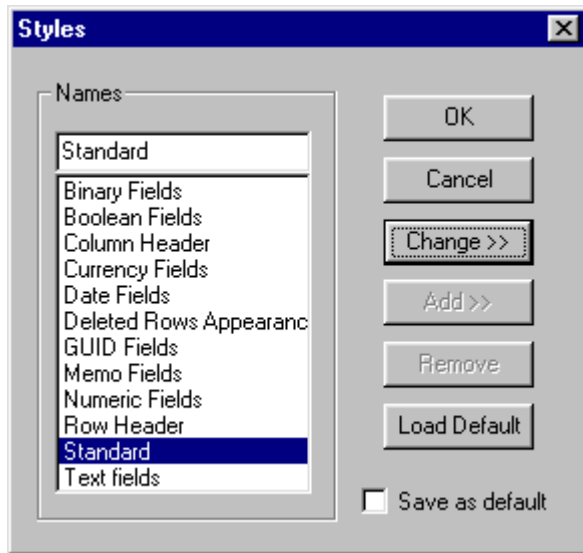 Styles
Names
Standard
Binary Fields
Boolean Fields
Column Header
Currency Fields
Date Fields
Deleted Rows Appearanc
GUID Fields
Memo Fields
Numeric Fields
Row Header
Standard
Text fields
OK
Cancel
Change >>
Add >>
Remove
Load Default
Save as default